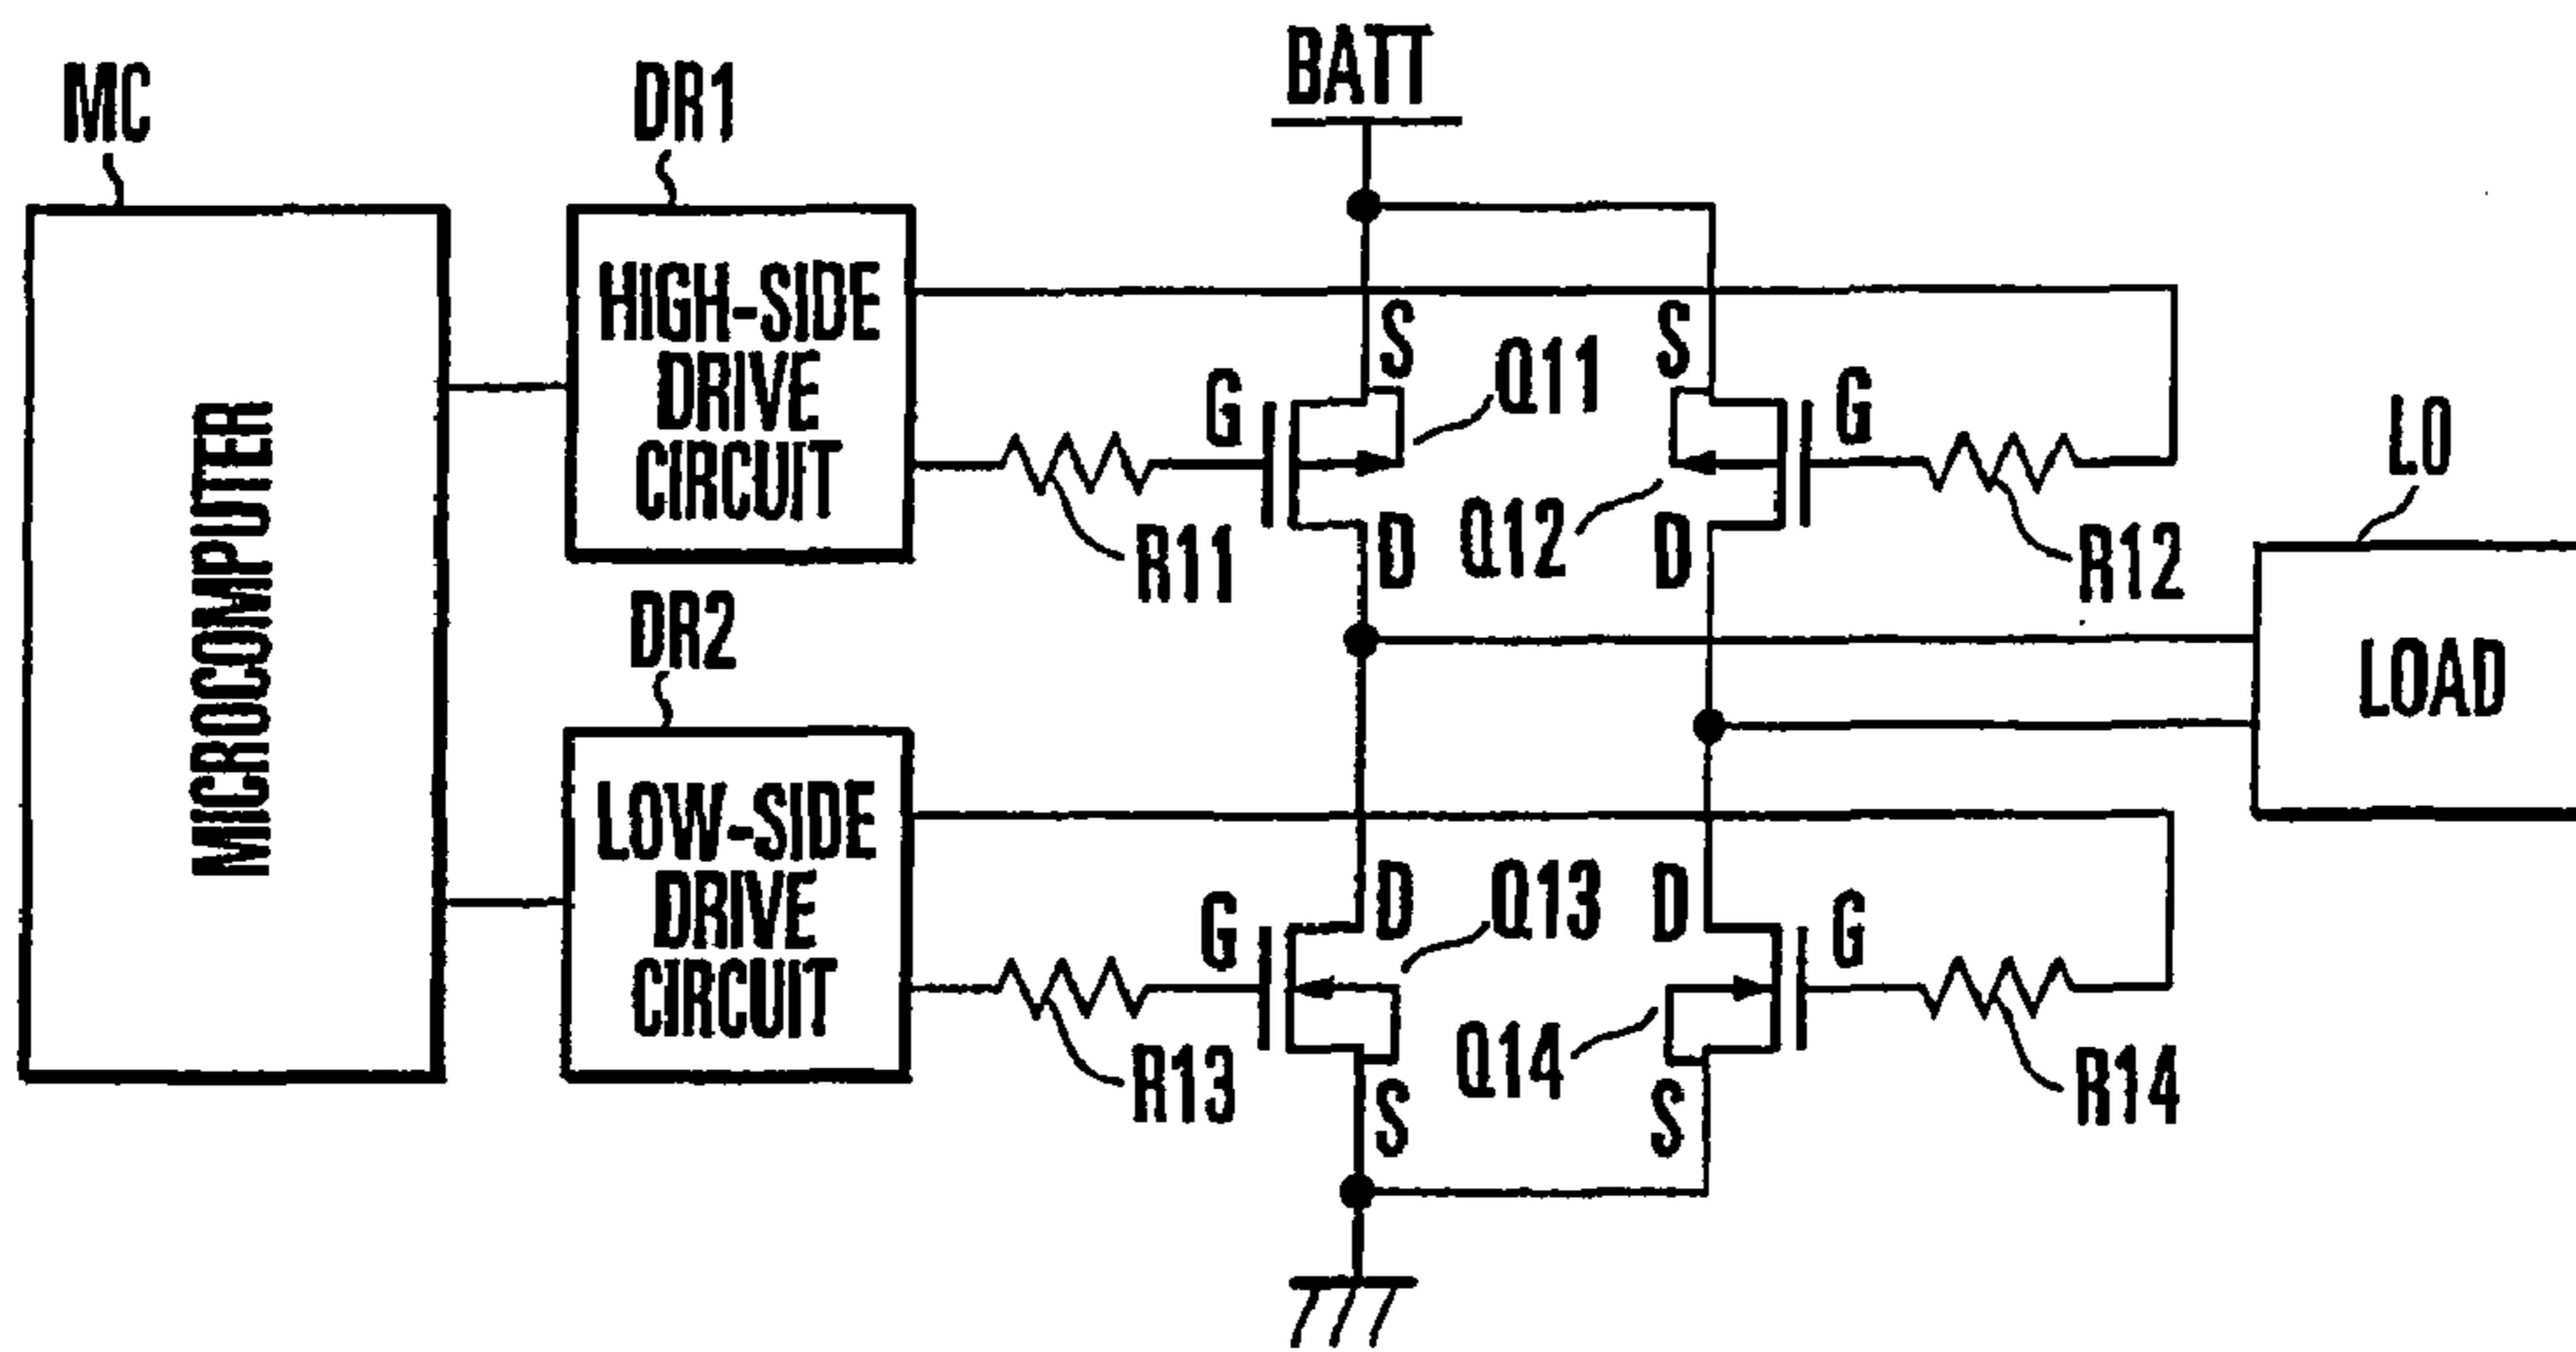 BATT
MC
DR1
HIGH-SIDE
DRIVE
CIRCUIT
MICROCOMPUTER
S
Q11
S
G
G
R11
D
Q12
D
R12
LO
LOAD
DR2
LOW-SIDE
DRIVE
CIRCUIT
D
Q13
D
G
G
R13
S
Q14
S
R14